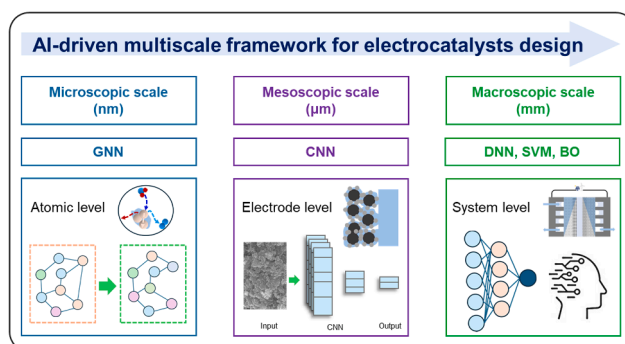 AI-driven multiscale framework for electrocatalysts design
Microscopic scale
(nm)
GNN
Atomic level
Mesoscopic scale
(μm)
CNN
Electrode level
Input
CNN
Output
Macroscopic scale
(mm)
DNN, SVM, BO
System level